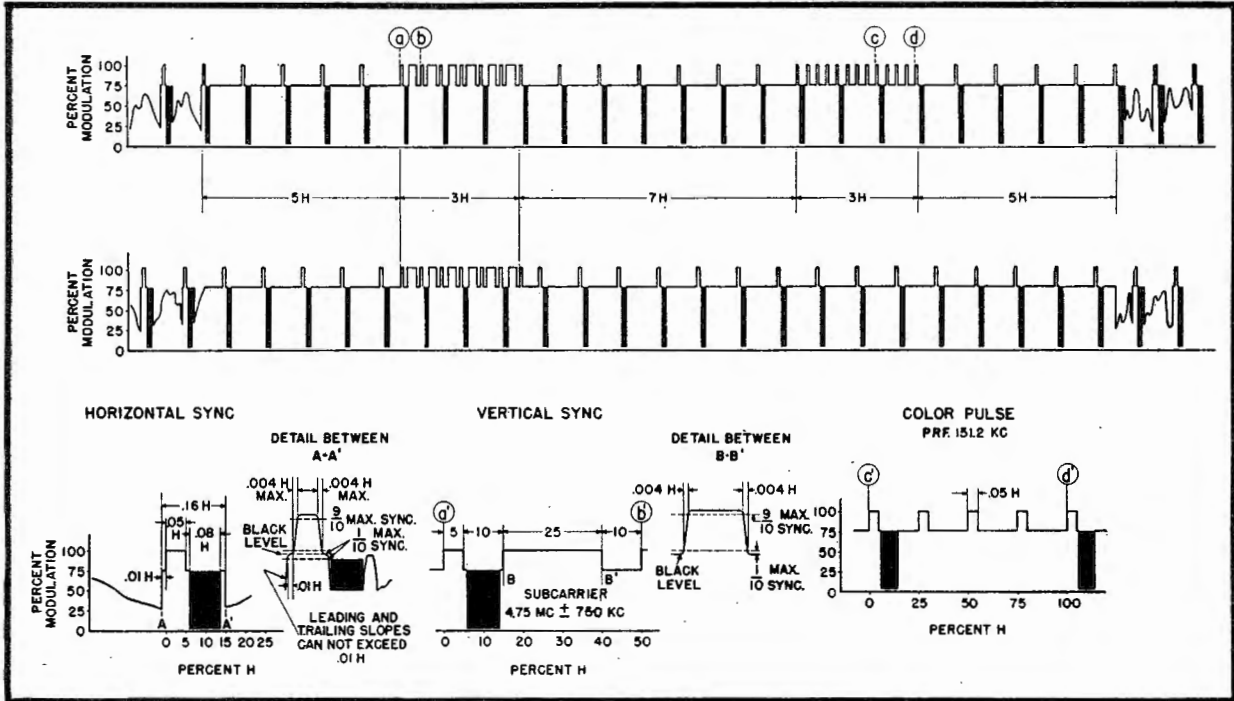 a b c d
PERCENT
MODULATION
100
75
50
25
0
5H 3H 7H 3H 5H
PERCENT
MODULATION
100
75
50
25
0
HORIZONTAL SYNC
DETAIL BETWEEN
A-A'
.004 H
MAX.
.004 H
MAX.
.16 H
.05
H
.08
H
.01H
9/10 MAX. SYNC.
1/10 MAX. SYNC.
BLACK
LEVEL
.01H
LEADING AND
TRAILING SLOPES
CAN NOT EXCEED
.01H
PERCENT
MODULATION
100
75
50
25
0
A A'
0 5 10 15 20 25
PERCENT H
VERTICAL SYNC
a' b'
5 10 25 10
B B'
SUBCARRIER
4.75 MC ± 750 KC
0 10 20 30 40 50
PERCENT H
DETAIL BETWEEN
B-B'
.004 H .004 H
9/10 MAX. SYNC.
BLACK
LEVEL
1/10 MAX. SYNC.
COLOR PULSE
PRF. 151.2 KC
c' d'
.05 H
100
75
50
25
0
0 25 50 75 100
PERCENT H